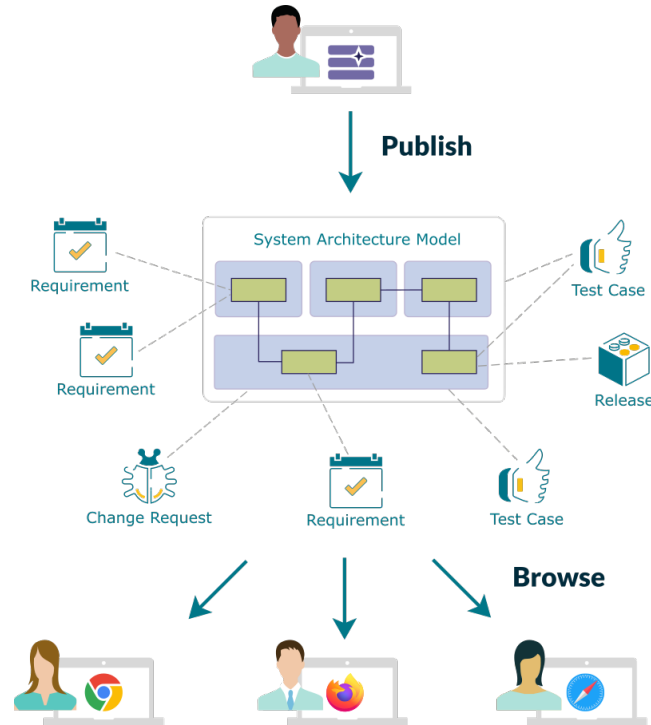 Publish
System Architecture Model
Requirement
Test Case
Requirement
Release
Change Request
Requirement
Test Case
Browse